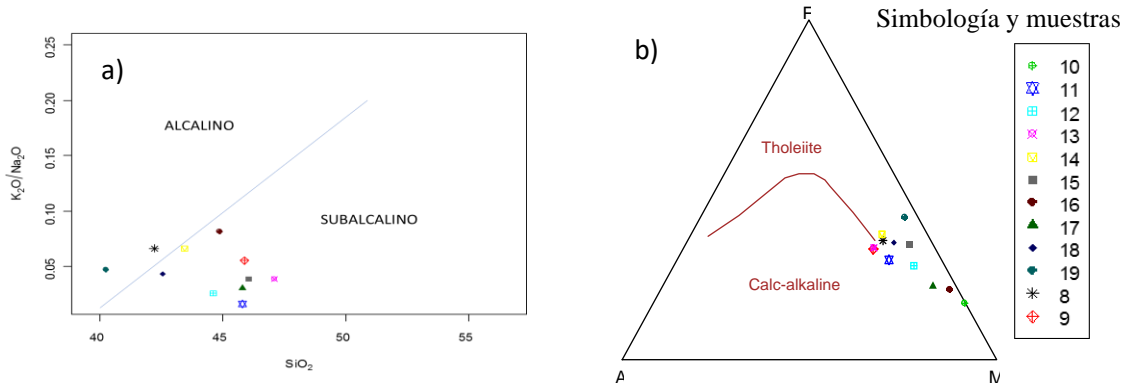 a)
0.25
0.20
0.15
0.10
0.05
K₂O/Na₂O
ALCALINO
SUBALCALINO
40 45 50 55
SiO₂
b)
F
Tholeiite
Calc-alkaline
A M
Simbología y muestras
10
11
12
13
14
15
16
17
18
19
8
9